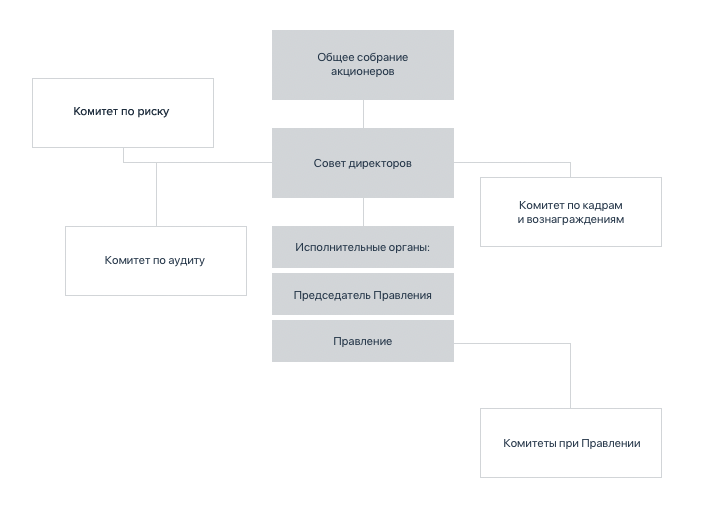 Общее собрание
акционеров
Комитет по риску
Совет директоров
Комитет по кадрам
и вознаграждениям
Комитет по аудиту
Исполнительные органы:
Председатель Правления
Правление
Комитеты при Правлении